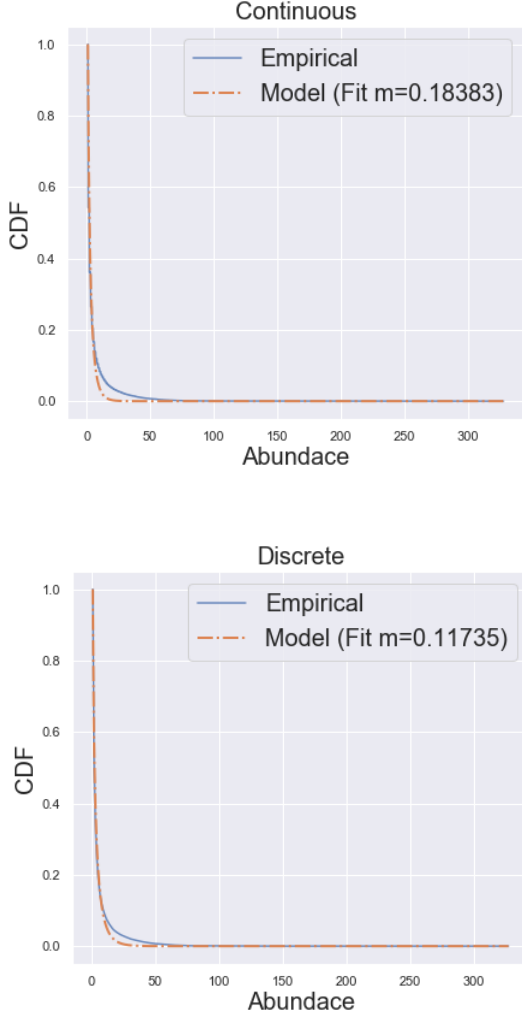 Continuous
Empirical
Model (Fit m=0.18383)
CDF
1.0
0.8
0.6
0.4
0.2
0.0
0 50 100 150 200 250 300
Abundace
Discrete
Empirical
Model (Fit m=0.11735)
CDF
1.0
0.8
0.6
0.4
0.2
0.0
0 50 100 150 200 250 300
Abundace